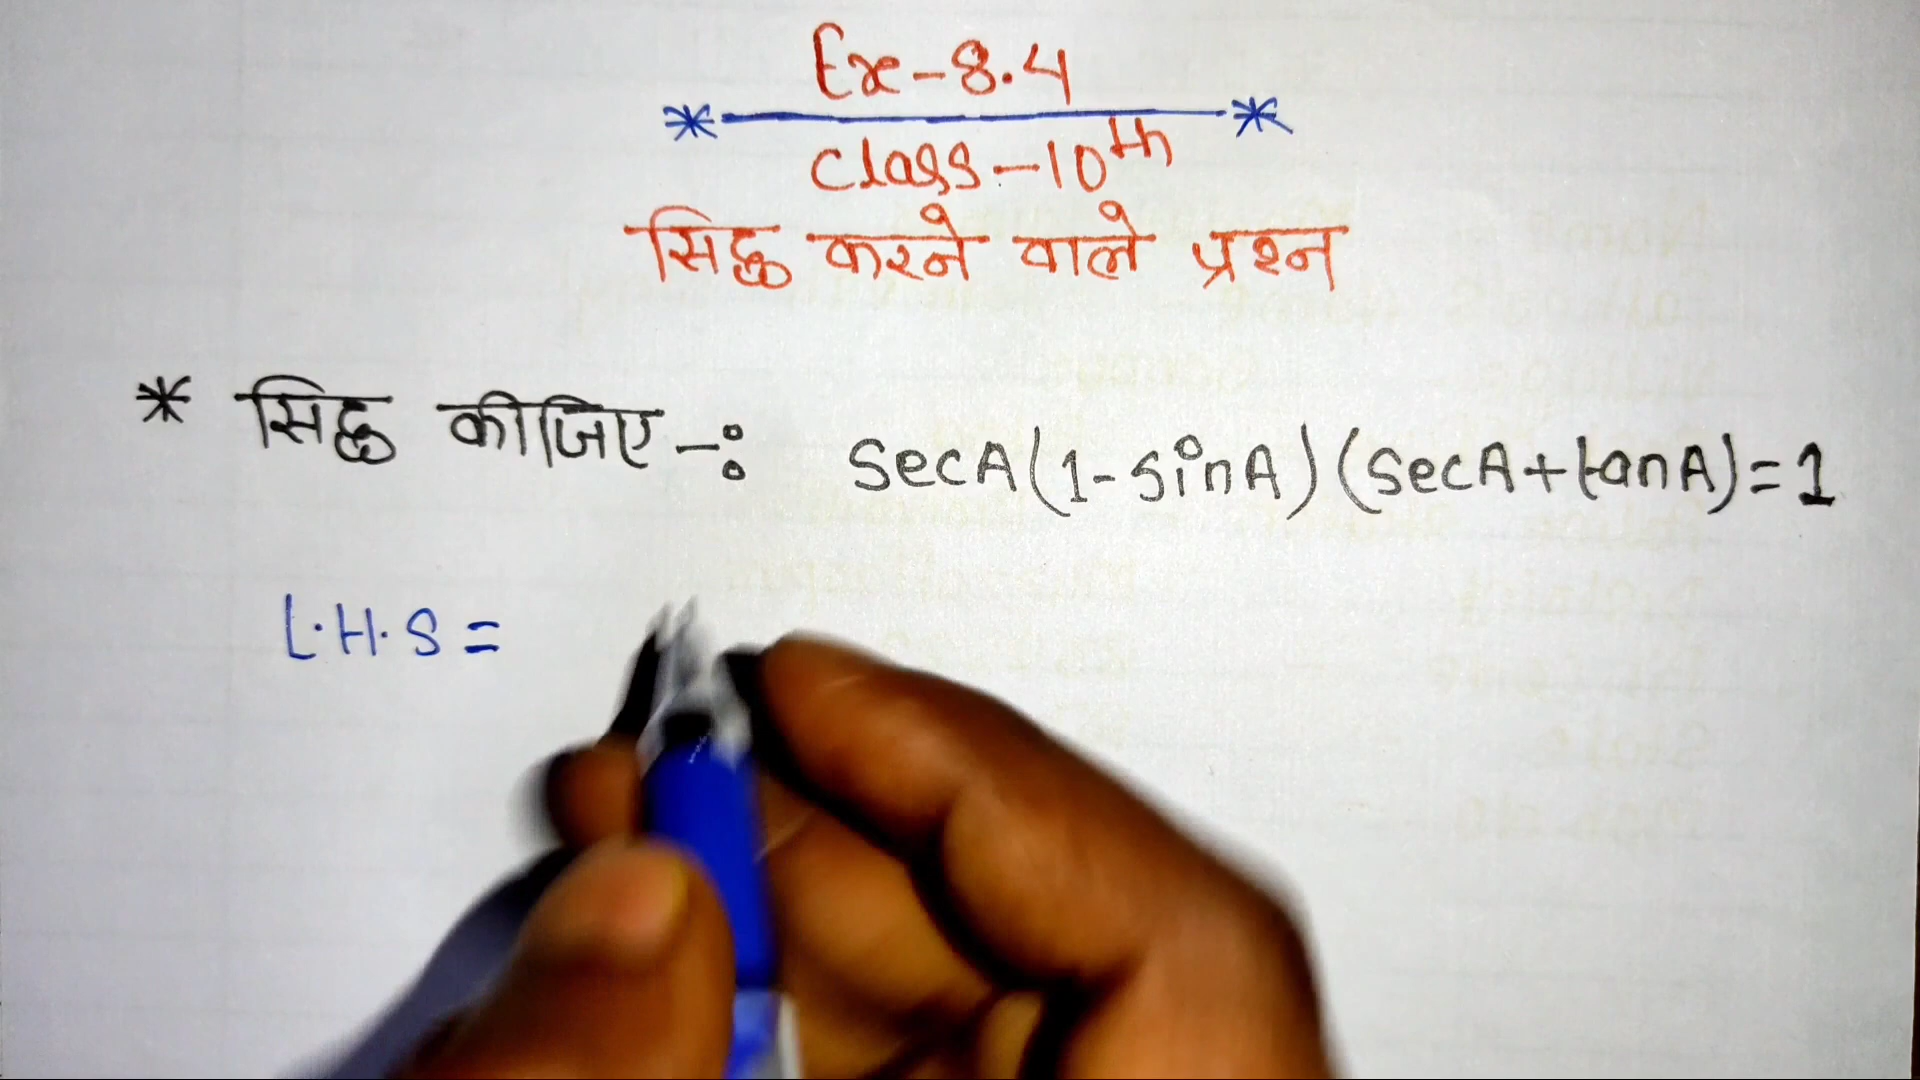 Ex-8.4
Class-10th
सिद्ध करने वाले प्रश्न
* सिद्ध कीजिए -: SecA(1-sinA)(secA+tanA)=1
L.H.S =